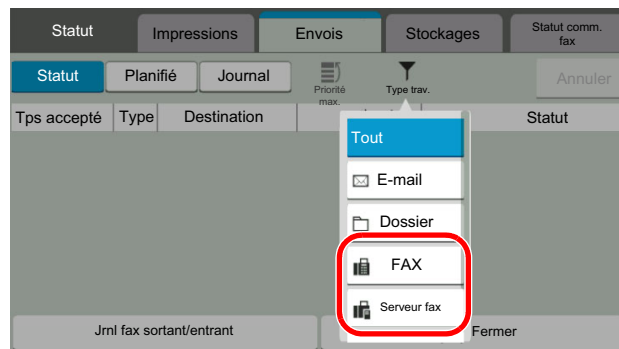 Statut Impressions Envois Stockages Statut comm.
fax
Statut Planifié Journal Priorité
max. Type trav. Annuler
Tps accepté Type Destination Statut
Tout
E-mail
Dossier
FAX
Serveur fax
Jrnl fax sortant/entrant Fermer